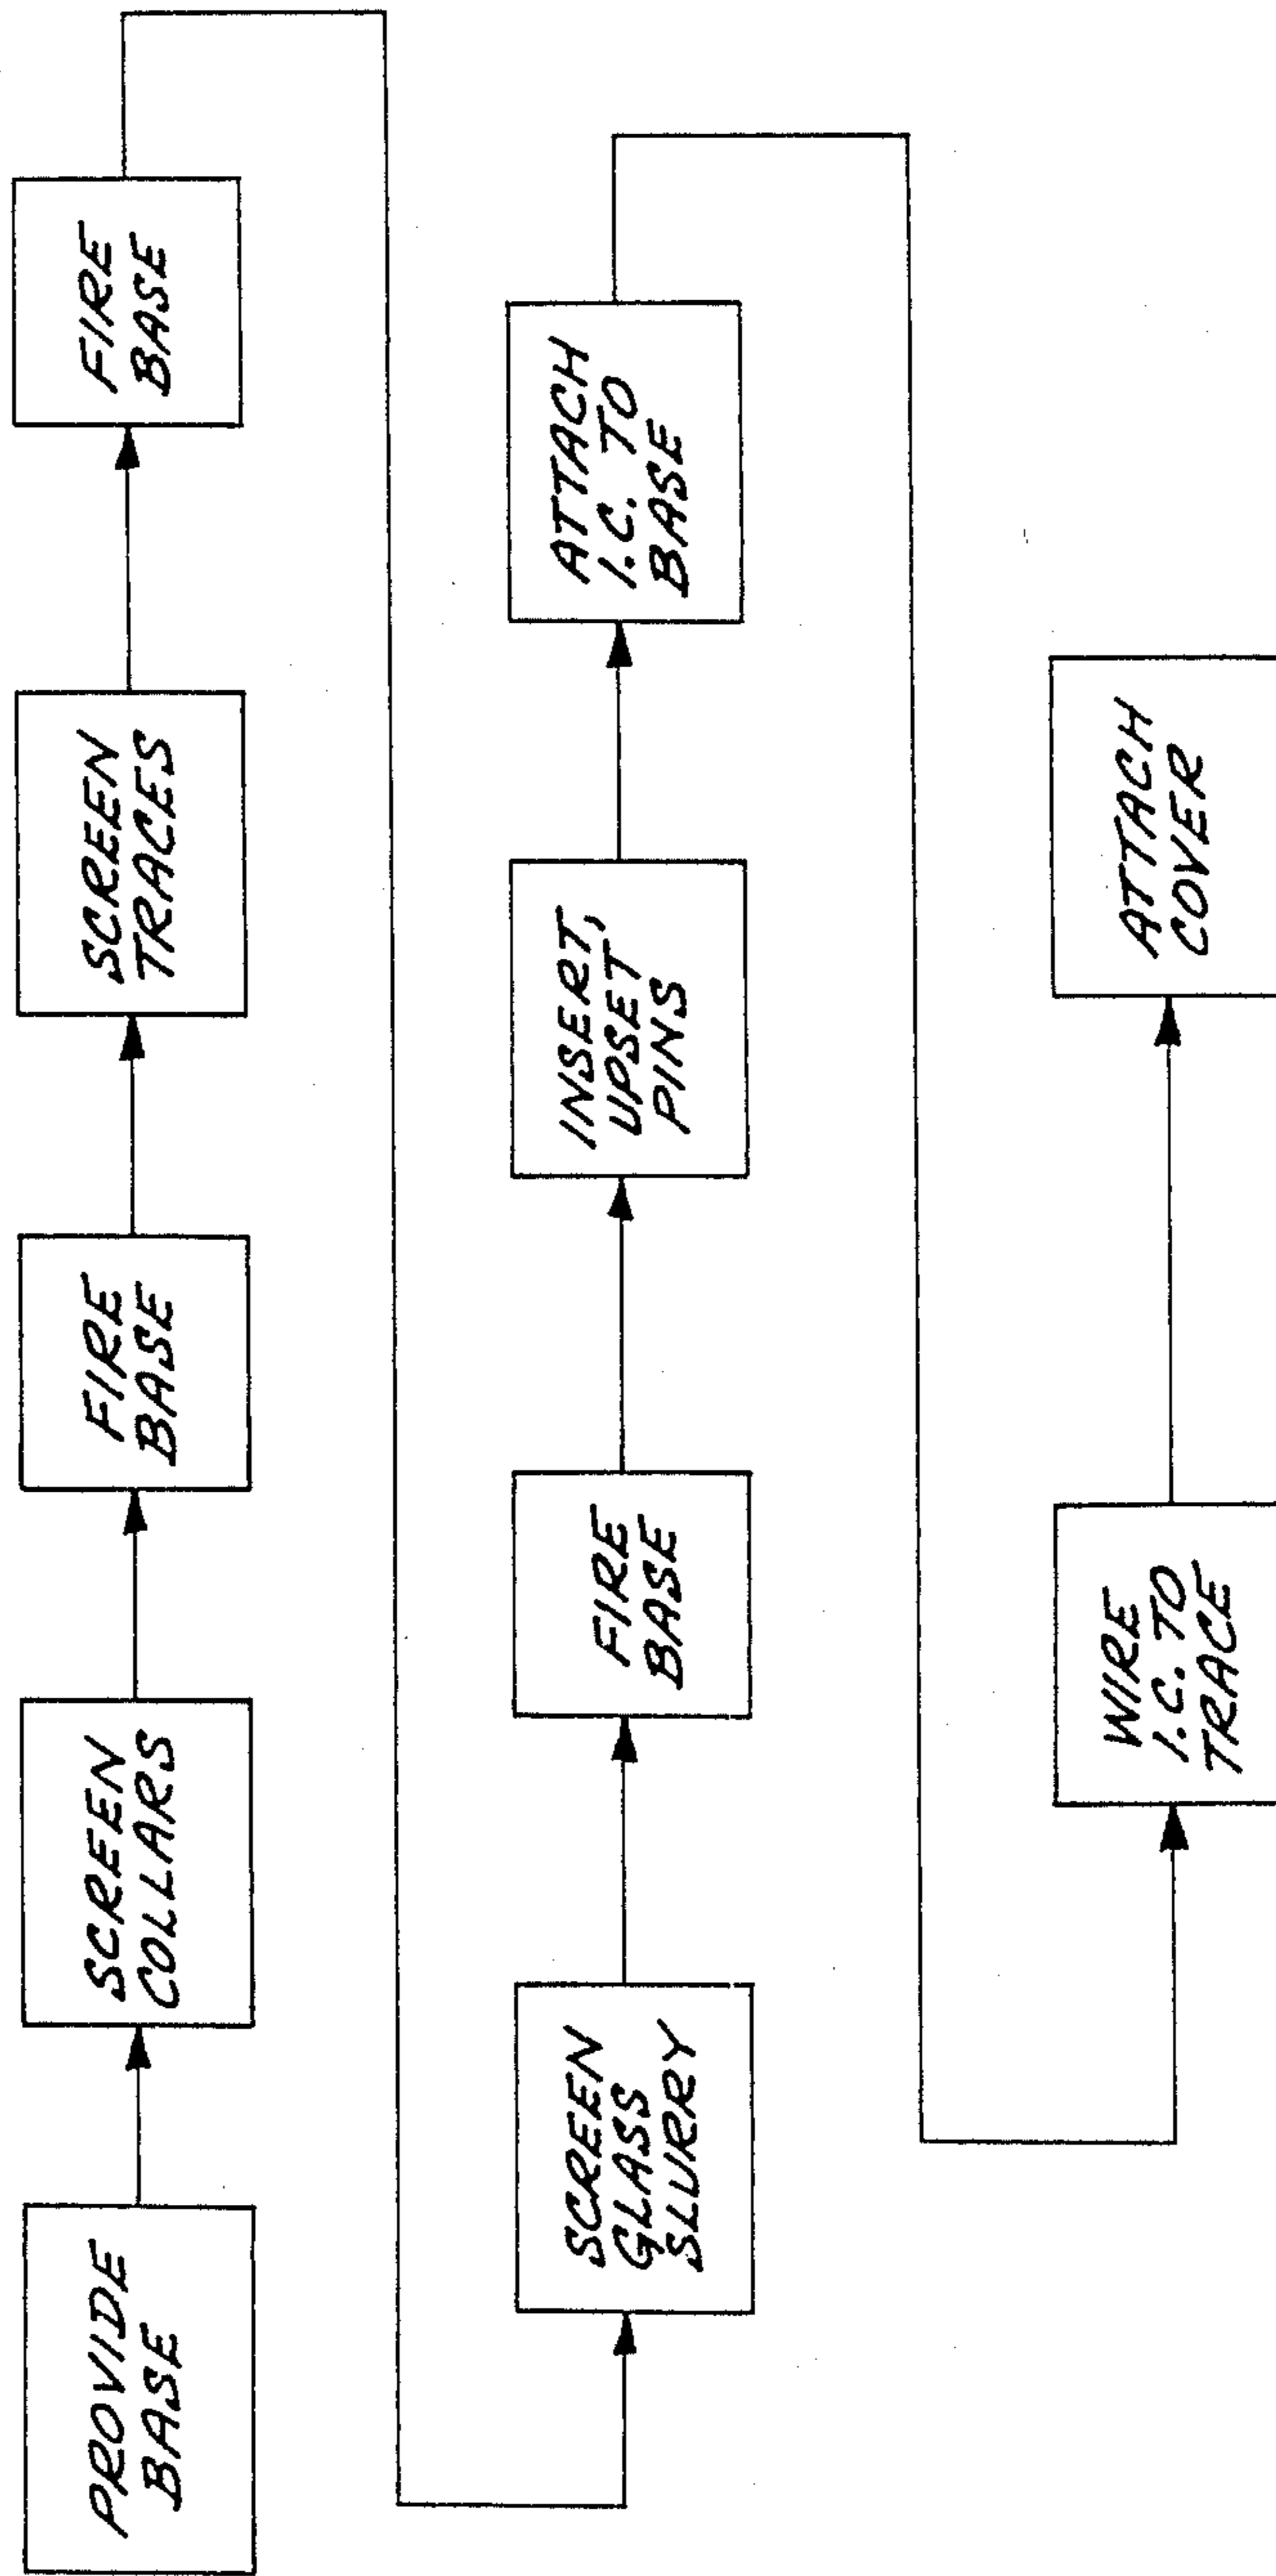 PROVIDE
BASE
SCREEN
COLLARS
FIRE
BASE
SCREEN
TRACES
FIRE
BASE
SCREEN
GLASS
SLURRY
FIRE
BASE
INSERT,
UPSET
PINS
ATTACH
I.C. TO
BASE
WIRE
I.C. TO
TRACE
ATTACH
COVER